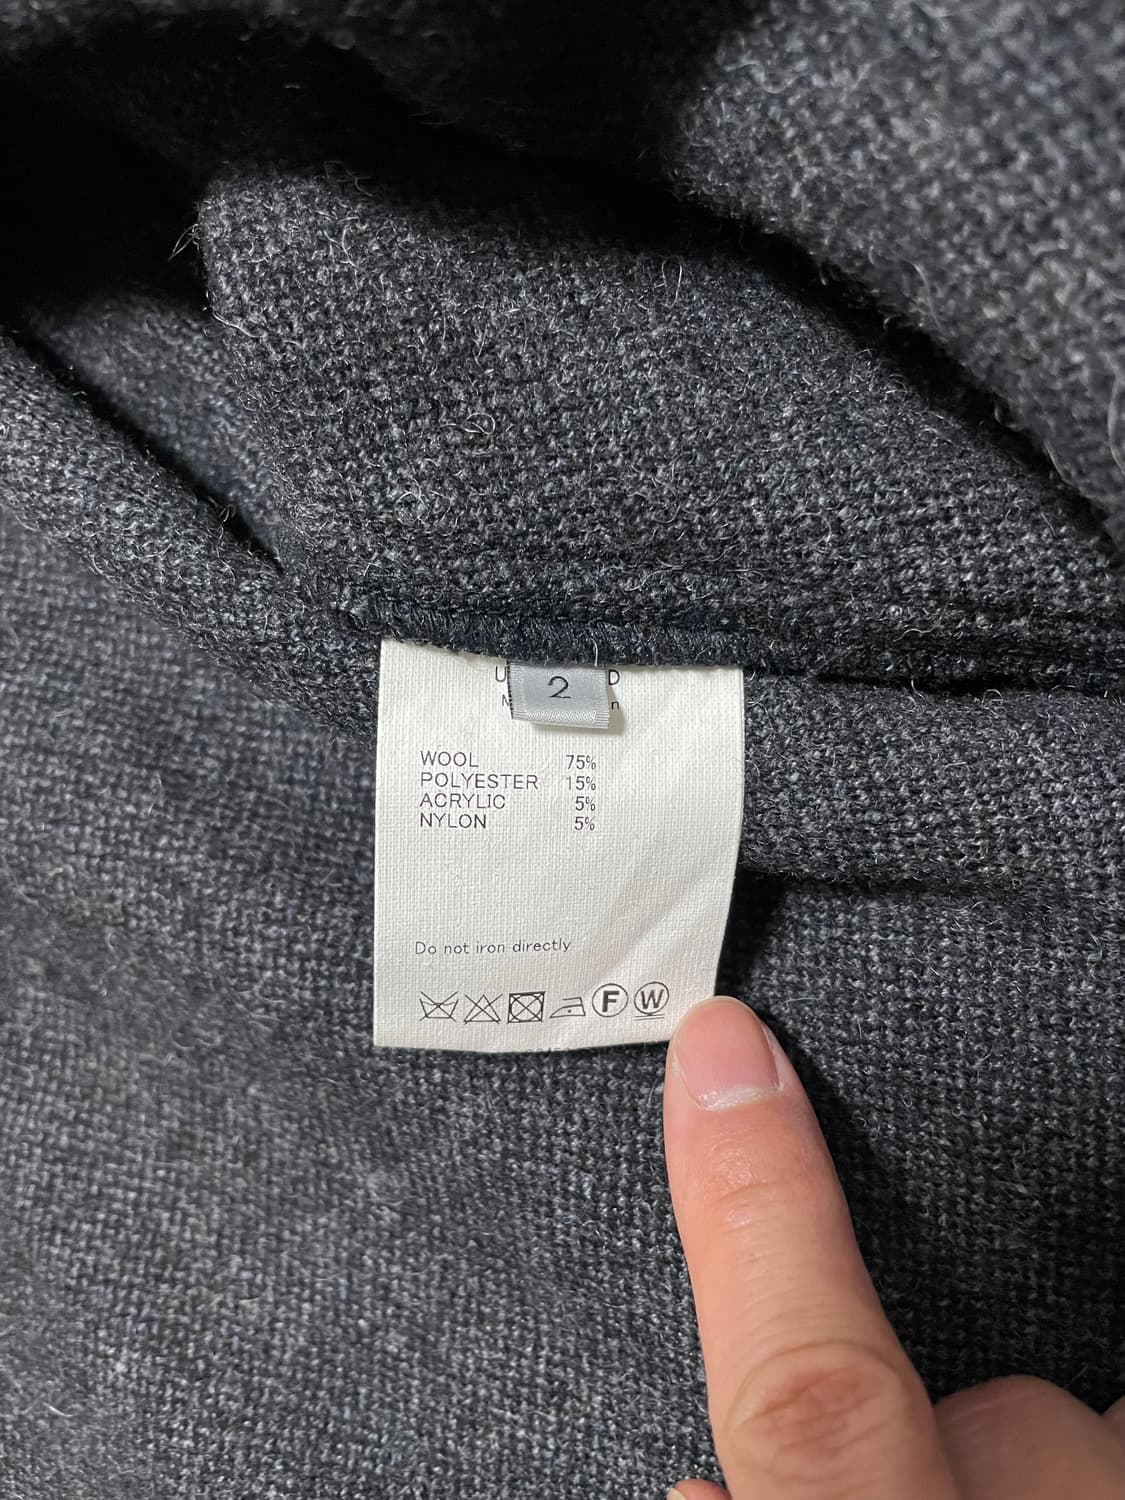 2
WOOL 75%
POLYESTER 15%
ACRYLIC 5%
NYLON 5%
Do not iron directly
F W